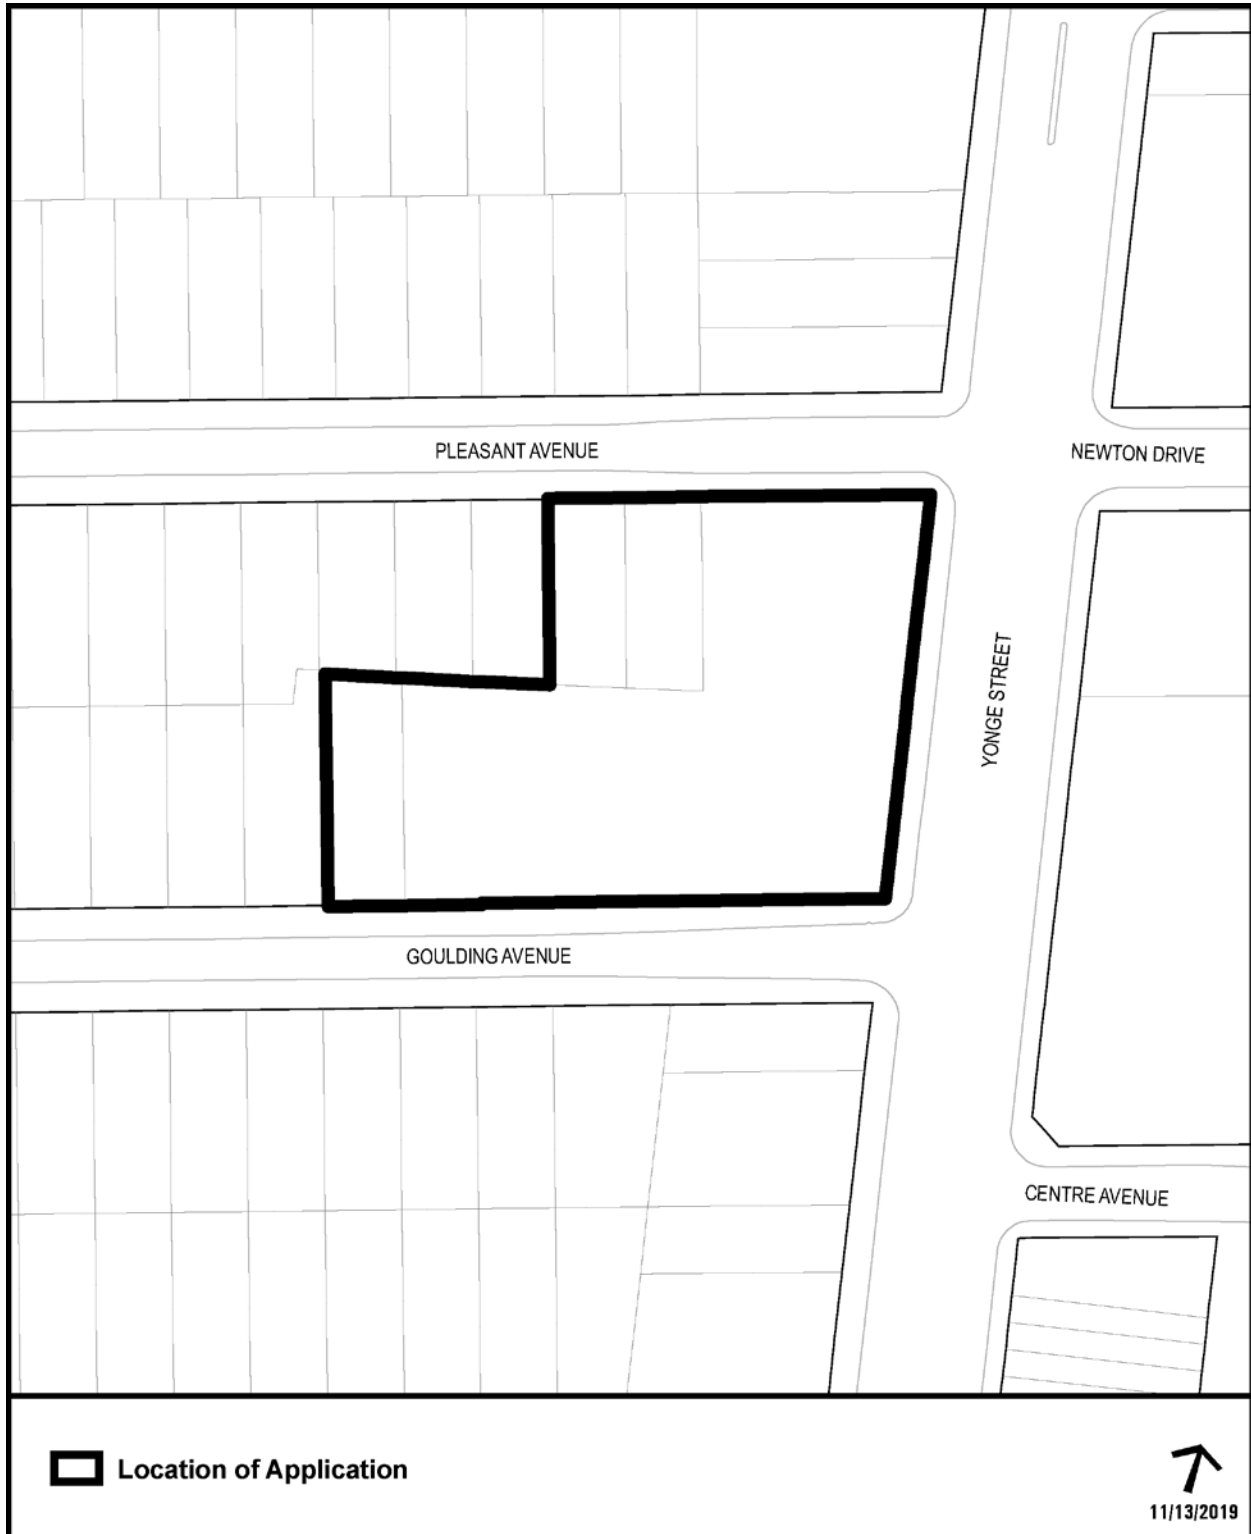 PLEASANT AVENUE
NEWTON DRIVE
YONGE STREET
GOULDING AVENUE
CENTRE AVENUE
Location of Application
11/13/2019